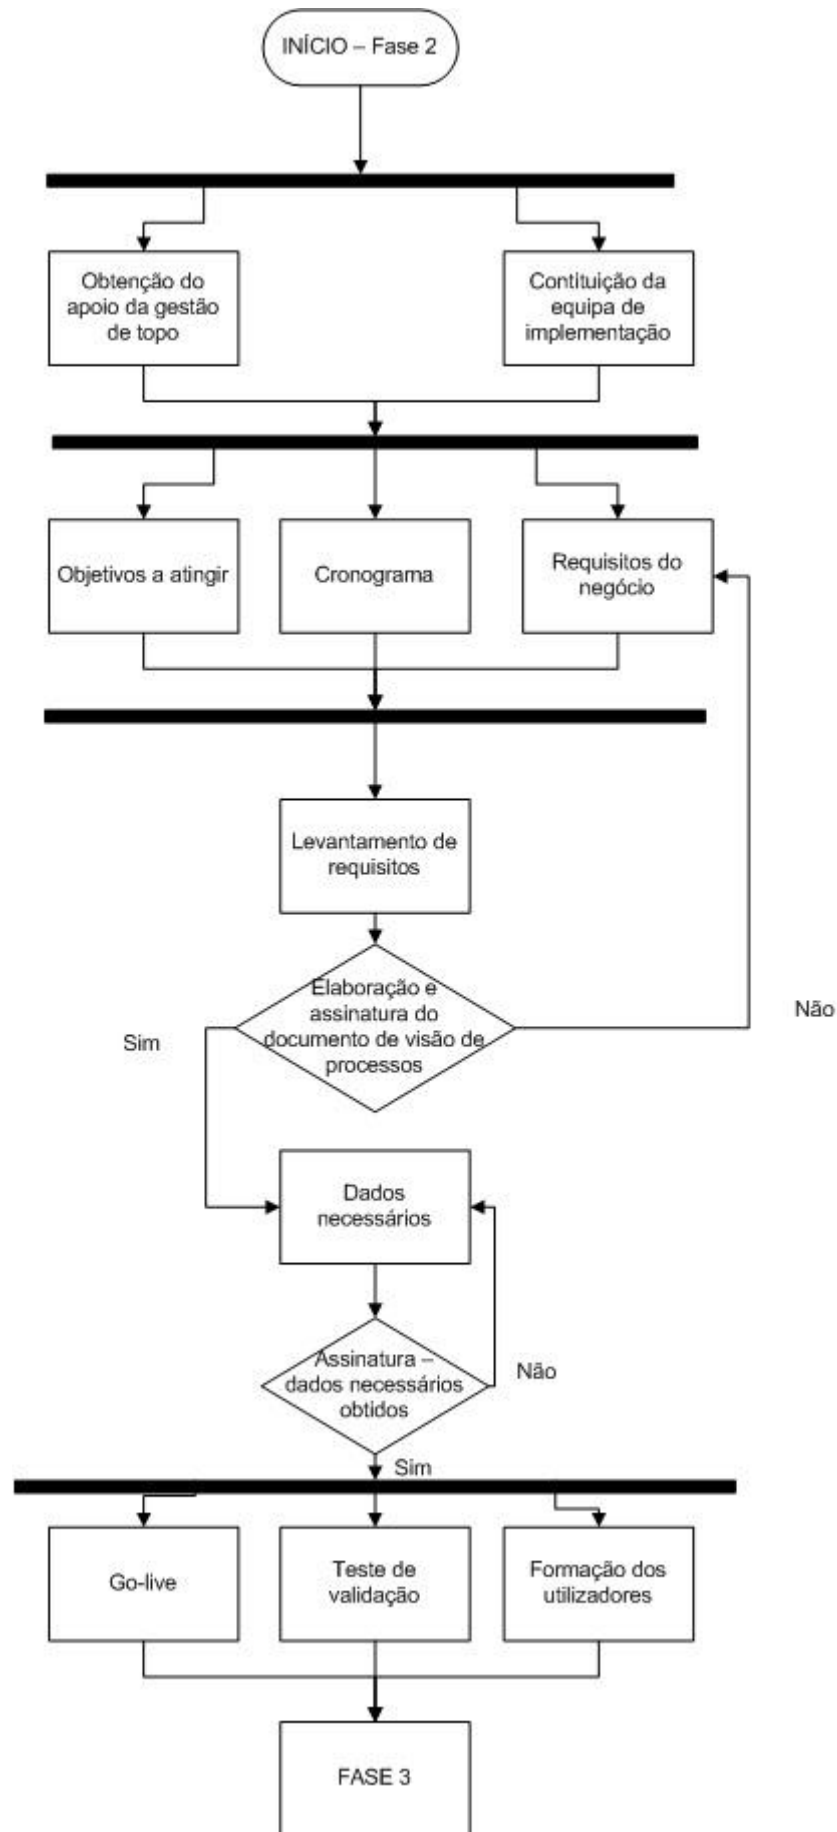 INÍCIO – Fase 2
Obtenção do
apoio da gestão
de topo
Contituição da
equipa de
implementação
Objetivos a atingir
Cronograma
Requisitos do
negócio
Levantamento de
requisitos
Elaboração e
assinatura do
documento de visão de
processos
Sim
Não
Dados
necessários
Assinatura –
dados necessários
obtidos
Não
Sim
Go-live
Teste de
validação
Formação dos
utilizadores
FASE 3